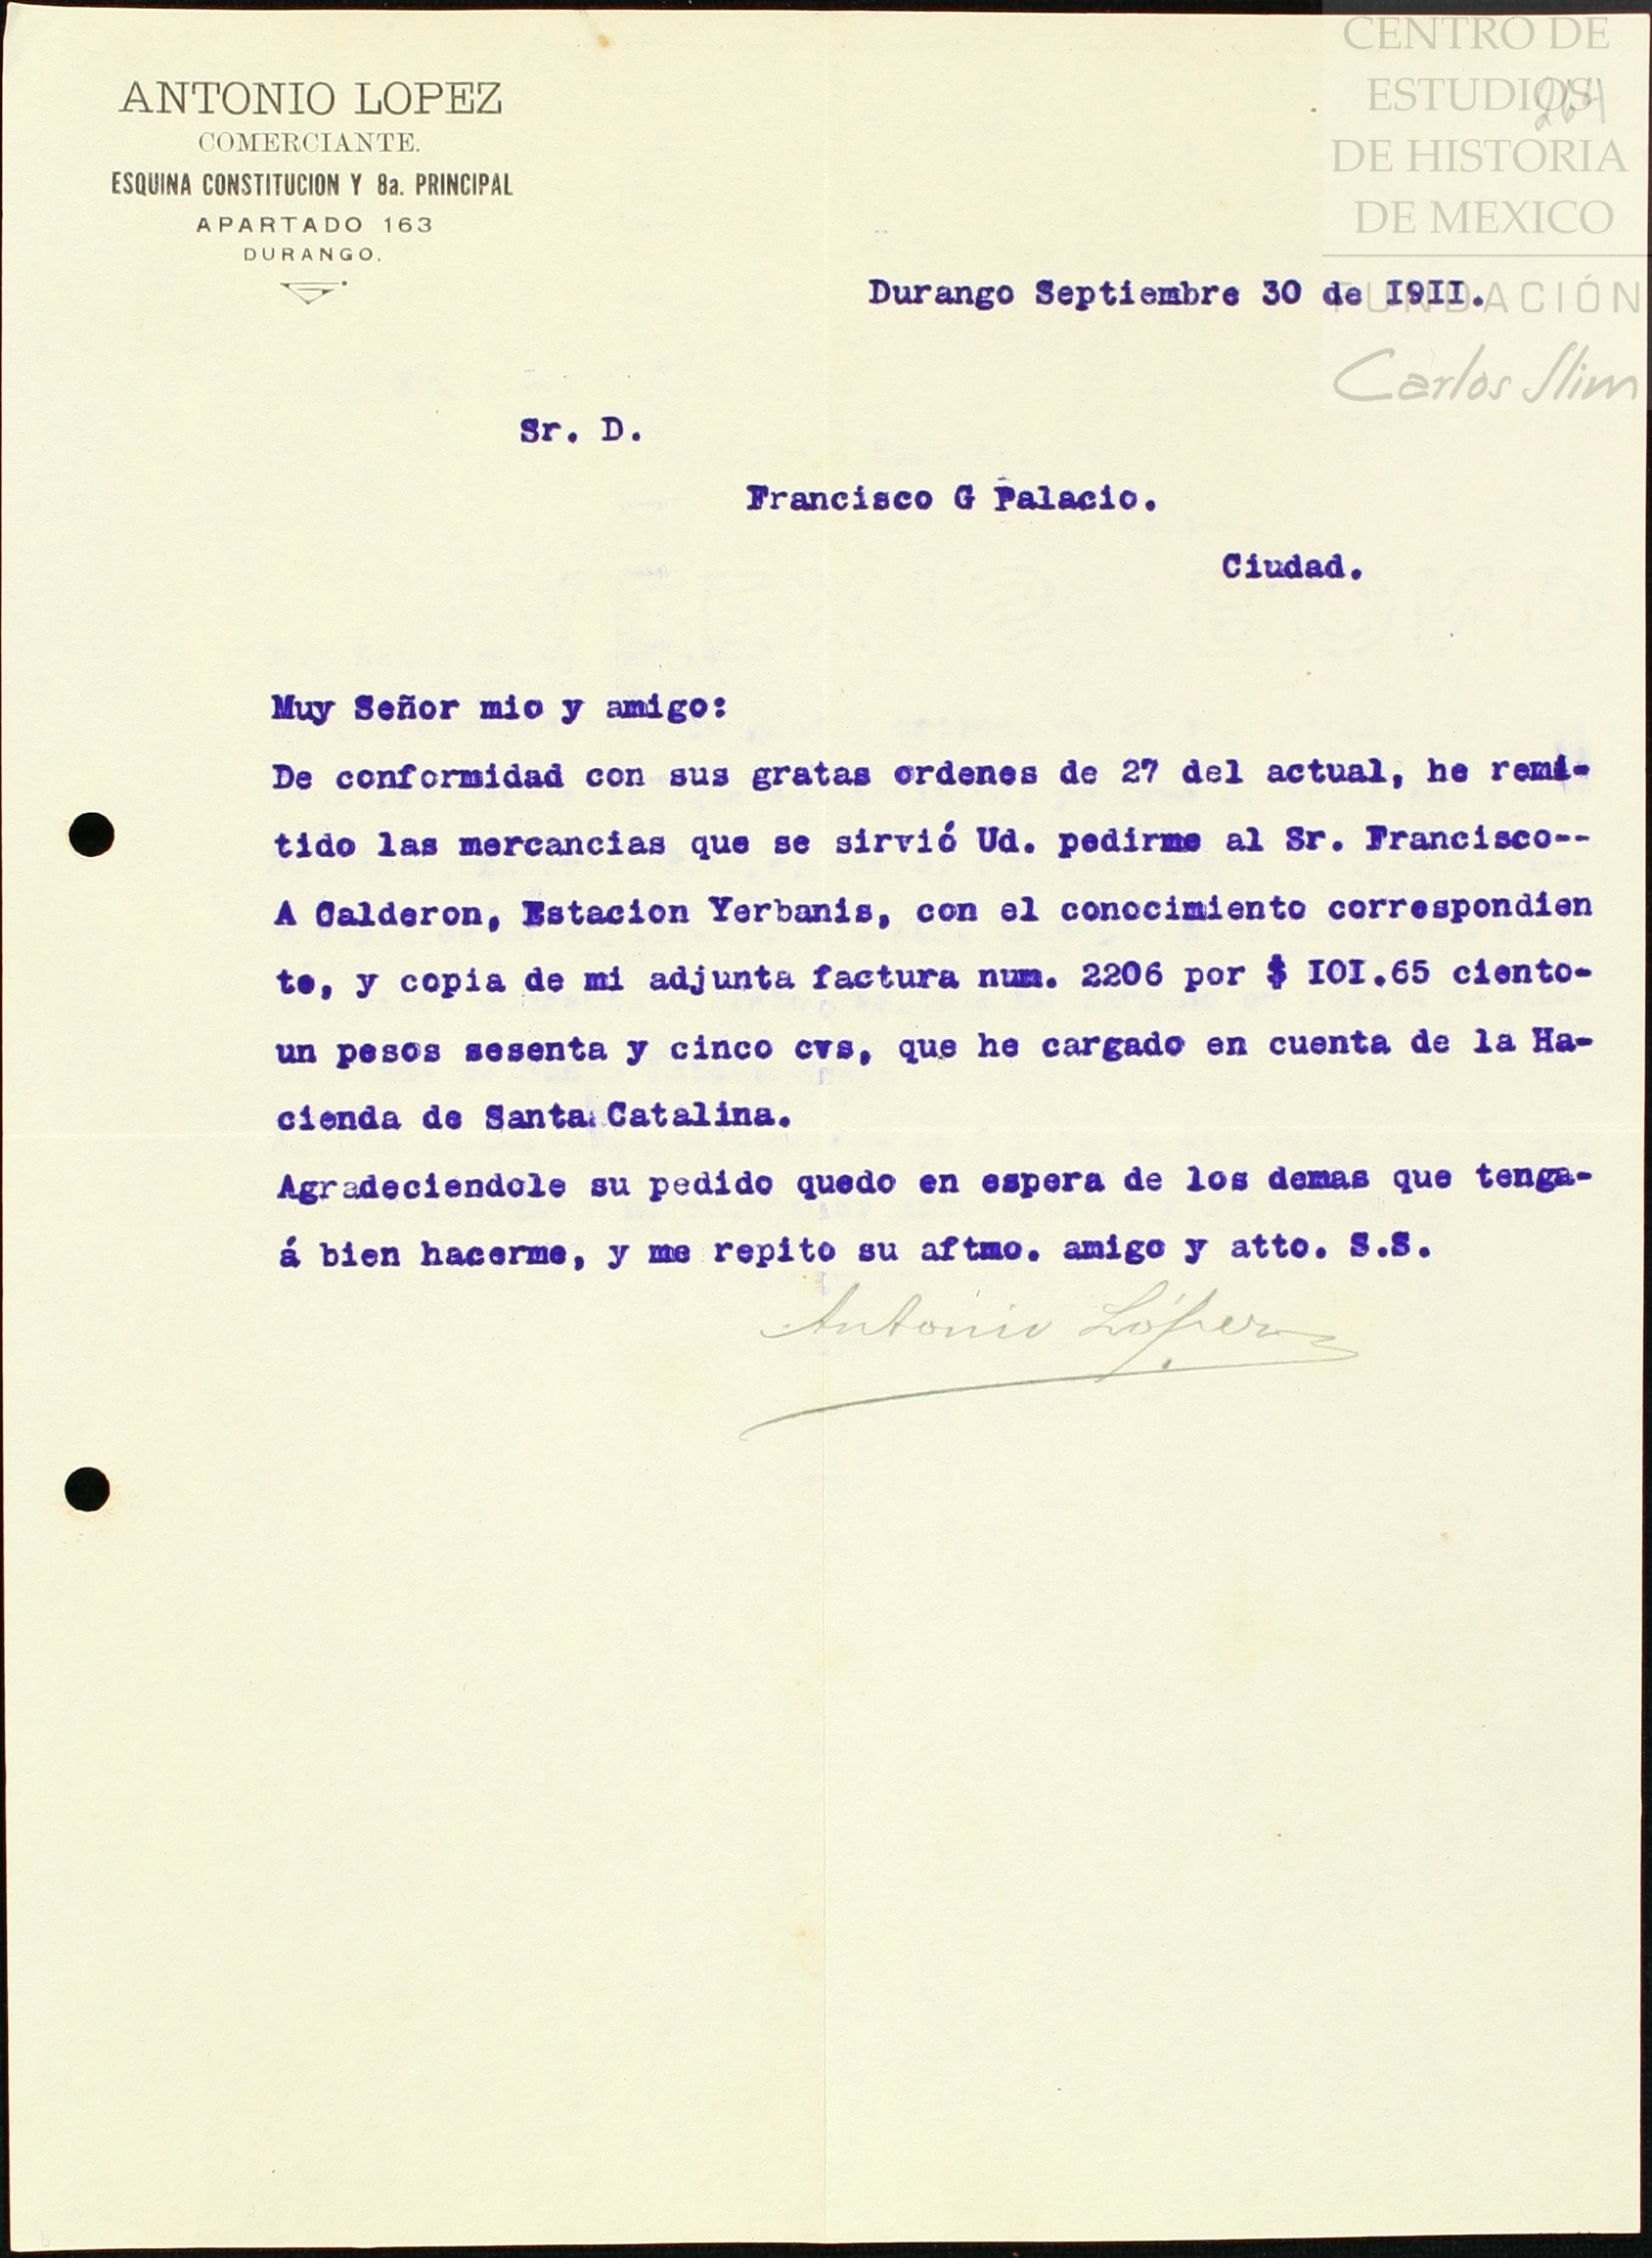 ANTONIO LOPEZ
COMERCIANTE.
ESQUINA CONSTITUCION Y 8a. PRINCIPAL
APARTADO 163
DURANGO.
CENTRO DE
ESTUDIOS
DE HISTORIA
DE MEXICO
FUNDACIÓN
Carlos Slim
Durango Septiembre 30 de I9II.
Sr. D.
Francisco G Palacio.
Ciudad.
Muy Señor mio y amigo:
De conformidad con sus gratas ordenes de 27 del actual, he remi-
tido las mercancias que se sirvió Ud. pedirme al Sr. Francisco--
A Calderon, Estacion Yerbanis, con el conocimiento correspondien
te, y copia de mi adjunta factura num. 2206 por $ IOI.65 ciento-
un pesos sesenta y cinco cvs, que he cargado en cuenta de la Ha-
cienda de Santa Catalina.
Agradeciendole su pedido quedo en espera de los demas que tenga-
á bien hacerme, y me repito su aftmo. amigo y atto. S.S.
Antonio López